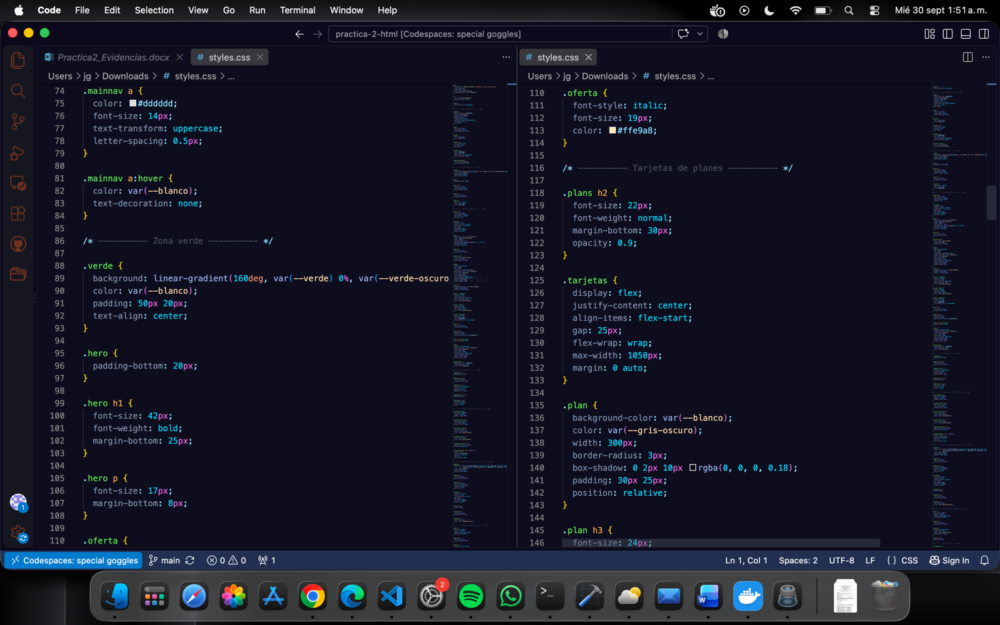 Code File Edit Selection View Go Run Terminal Window Help
Mié 30 sept 1:51 a.m.
practica-2-html [Codespaces: special goggles]
Practica2_Evidencias.docx
# styles.css
Users > jg > Downloads > # styles.css > ...
74 .mainnav a {
75 color: #dddddd;
76 font-size: 14px;
77 text-transform: uppercase;
78 letter-spacing: 0.5px;
79 }
80
81 .mainnav a:hover {
82 color: var(--blanco);
83 text-decoration: none;
84 }
85
86 /* ---------- Zona verde ---------- */
87
88 .verde {
89 background: linear-gradient(160deg, var(--verde) 0%, var(--verde-oscuro
90 color: var(--blanco);
91 padding: 50px 20px;
92 text-align: center;
93 }
94
95 .hero {
96 padding-bottom: 20px;
97 }
98
99 .hero h1 {
100 font-size: 42px;
101 font-weight: bold;
102 margin-bottom: 25px;
103 }
104
105 .hero p {
106 font-size: 17px;
107 margin-bottom: 8px;
108 }
109
110 .oferta {
# styles.css
Users > jg > Downloads > # styles.css > ...
110 .oferta {
111 font-style: italic;
112 font-size: 19px;
113 color: #ffe9a8;
114 }
115
116 /* ---------- Tarjetas de planes ---------- */
117
118 .plans h2 {
119 font-size: 22px;
120 font-weight: normal;
121 margin-bottom: 30px;
122 opacity: 0.9;
123 }
124
125 .tarjetas {
126 display: flex;
127 justify-content: center;
128 align-items: flex-start;
129 gap: 25px;
130 flex-wrap: wrap;
131 max-width: 1050px;
132 margin: 0 auto;
133 }
134
135 .plan {
136 background-color: var(--blanco);
137 color: var(--gris-oscuro);
138 width: 300px;
139 border-radius: 3px;
140 box-shadow: 0 2px 10px rgba(0, 0, 0, 0.18);
141 padding: 30px 25px;
142 position: relative;
143 }
144
145 .plan h3 {
146 font-size: 24px;
1
Codespaces: special goggles main 0 0 1
Ln 1, Col 1 Spaces: 2 UTF-8 LF { } CSS Sign In
2